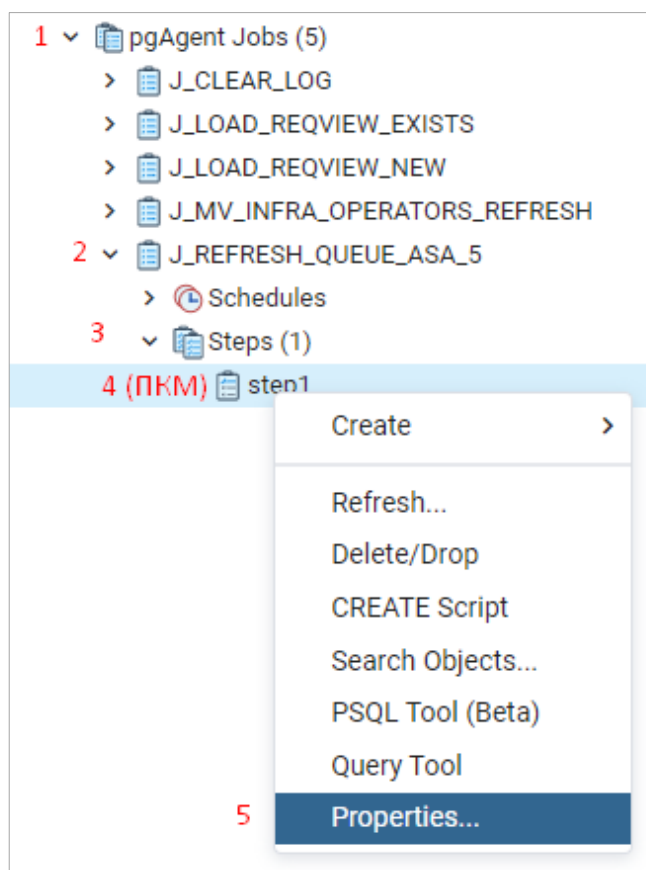 1 pgAgent Jobs (5)
J_CLEAR_LOG
J_LOAD_REQVIEW_EXISTS
J_LOAD_REQVIEW_NEW
J_MV_INFRA_OPERATORS_REFRESH
2 J_REFRESH_QUEUE_ASA_5
Schedules
3 Steps (1)
4 (ПКМ) step1
Create
Refresh...
Delete/Drop
CREATE Script
Search Objects...
PSQL Tool (Beta)
Query Tool
5 Properties...